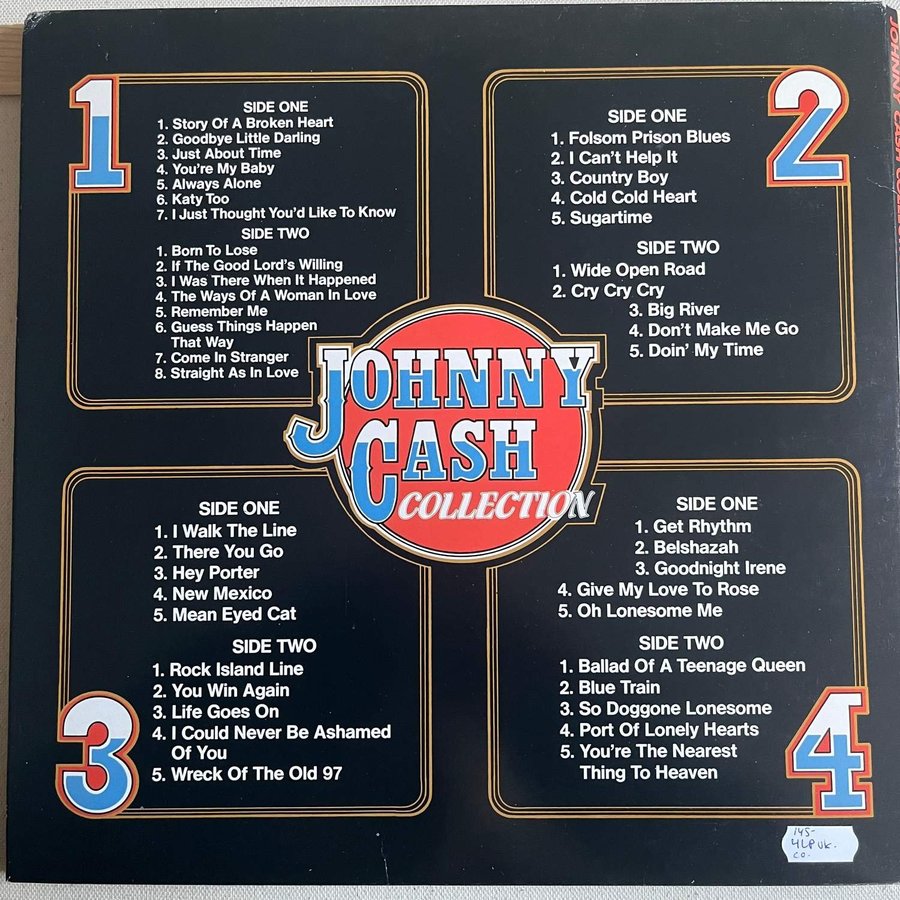 1
SIDE ONE
1. Story Of A Broken Heart
2. Goodbye Little Darling
3. Just About Time
4. You're My Baby
5. Always Alone
6. Katy Too
7. I Just Thought You'd Like To Know
SIDE TWO
1. Born To Lose
2. If The Good Lord's Willing
3. I Was There When It Happened
4. The Ways Of A Woman In Love
5. Remember Me
6. Guess Things Happen
That Way
7. Come In Stranger
8. Straight As In Love
2
SIDE ONE
1. Folsom Prison Blues
2. I Can't Help It
3. Country Boy
4. Cold Cold Heart
5. Sugartime
SIDE TWO
1. Wide Open Road
2. Cry Cry Cry
3. Big River
4. Don't Make Me Go
5. Doin' My Time
JOHNNY
CASH
COLLECTION
3
SIDE ONE
1. I Walk The Line
2. There You Go
3. Hey Porter
4. New Mexico
5. Mean Eyed Cat
SIDE TWO
1. Rock Island Line
2. You Win Again
3. Life Goes On
4. I Could Never Be Ashamed
Of You
5. Wreck Of The Old 97
4
SIDE ONE
1. Get Rhythm
2. Belshazah
3. Goodnight Irene
4. Give My Love To Rose
5. Oh Lonesome Me
SIDE TWO
1. Ballad Of A Teenage Queen
2. Blue Train
3. So Doggone Lonesome
4. Port Of Lonely Hearts
5. You're The Nearest
Thing To Heaven
145-
4LP UK.
CO-
JOHNNY CASH